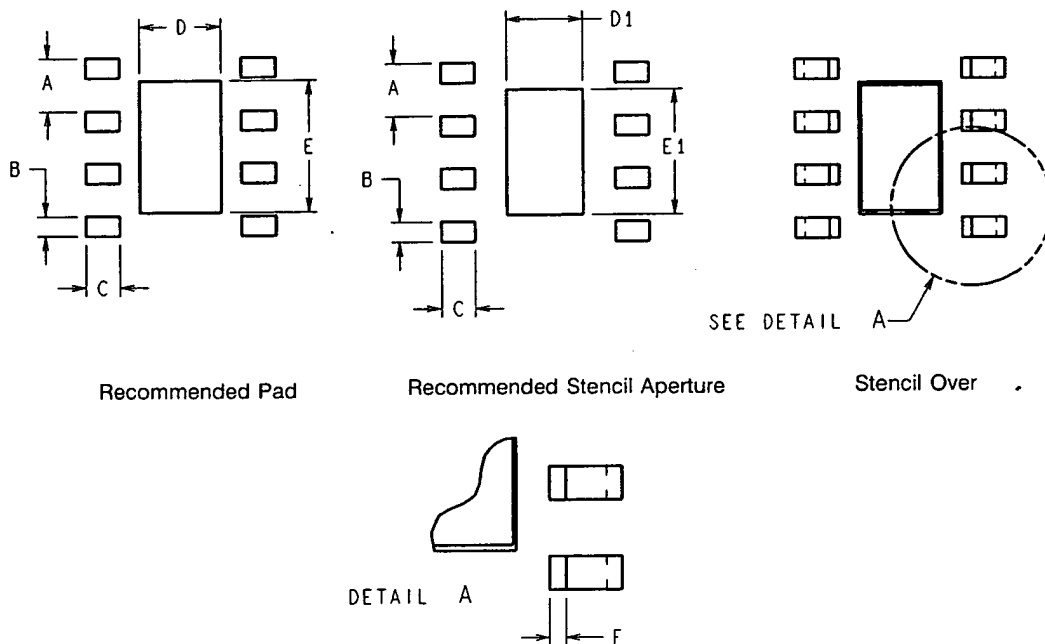 D
A
B
E
C
Recommended Pad
D1
A
B
E1
C
Recommended Stencil Aperture
SEE DETAIL A
Stencil Over
DETAIL A
F